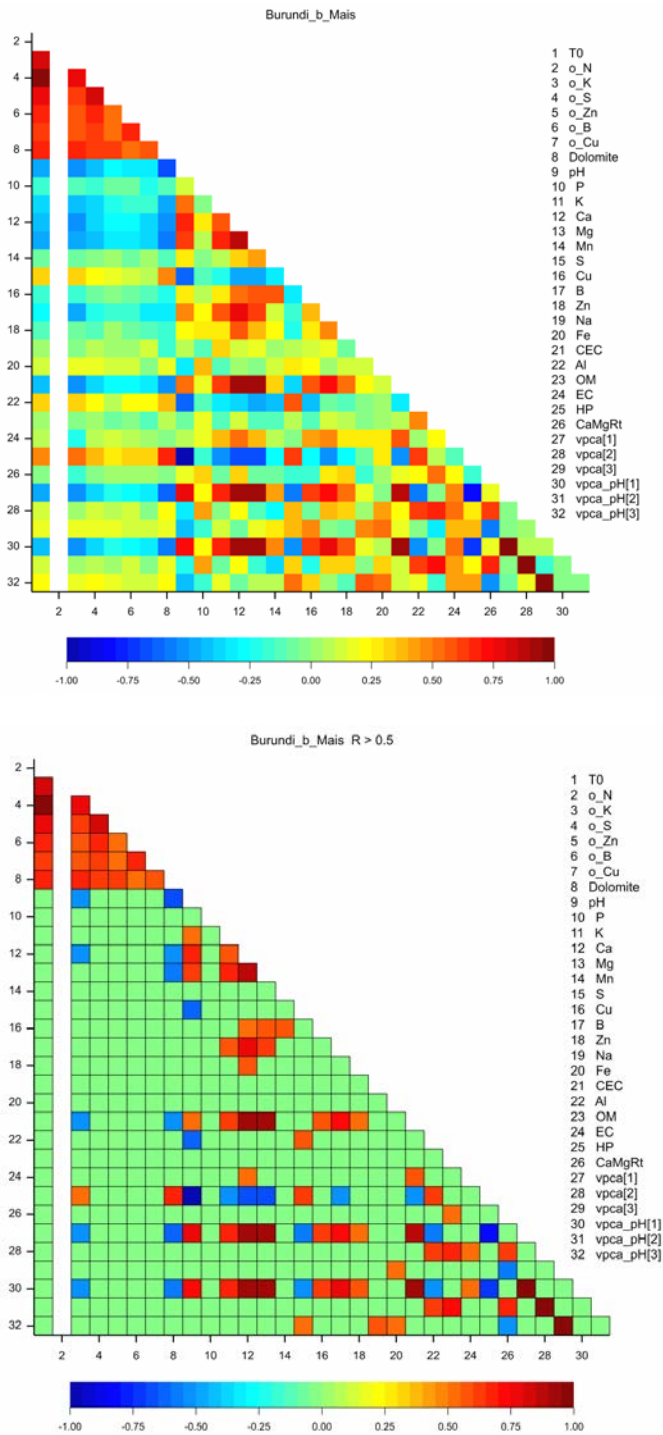 Burundi_b_Mais
2
4
6
8
10
12
14
16
18
20
22
24
26
28
30
32
2 4 6 8 10 12 14 16 18 20 22 24 26 28 30
1 T0
2 o_N
3 o_K
4 o_S
5 o_Zn
6 o_B
7 o_Cu
8 Dolomite
9 pH
10 P
11 K
12 Ca
13 Mg
14 Mn
15 S
16 Cu
17 B
18 Zn
19 Na
20 Fe
21 CEC
22 Al
23 OM
24 EC
25 HP
26 CaMgRt
27 vpca[1]
28 vpca[2]
29 vpca[3]
30 vpca_pH[1]
31 vpca_pH[2]
32 vpca_pH[3]
-1.00 -0.75 -0.50 -0.25 0.00 0.25 0.50 0.75 1.00
Burundi_b_Mais R > 0.5
2
4
6
8
10
12
14
16
18
20
22
24
26
28
30
32
2 4 6 8 10 12 14 16 18 20 22 24 26 28 30
1 T0
2 o_N
3 o_K
4 o_S
5 o_Zn
6 o_B
7 o_Cu
8 Dolomite
9 pH
10 P
11 K
12 Ca
13 Mg
14 Mn
15 S
16 Cu
17 B
18 Zn
19 Na
20 Fe
21 CEC
22 Al
23 OM
24 EC
25 HP
26 CaMgRt
27 vpca[1]
28 vpca[2]
29 vpca[3]
30 vpca_pH[1]
31 vpca_pH[2]
32 vpca_pH[3]
-1.00 -0.75 -0.50 -0.25 0.00 0.25 0.50 0.75 1.00